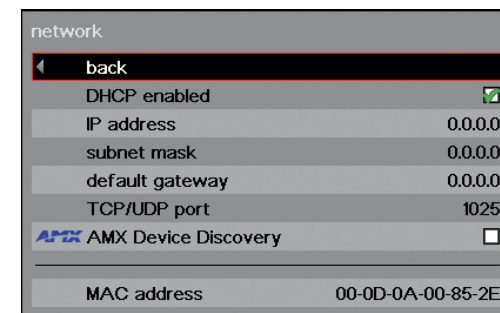 network
back
DHCP enabled
IP address 0.0.0.0
subnet mask 0.0.0.0
default gateway 0.0.0.0
TCP/UDP port 1025
AMX AMX Device Discovery
MAC address 00-0D-0A-00-85-2E